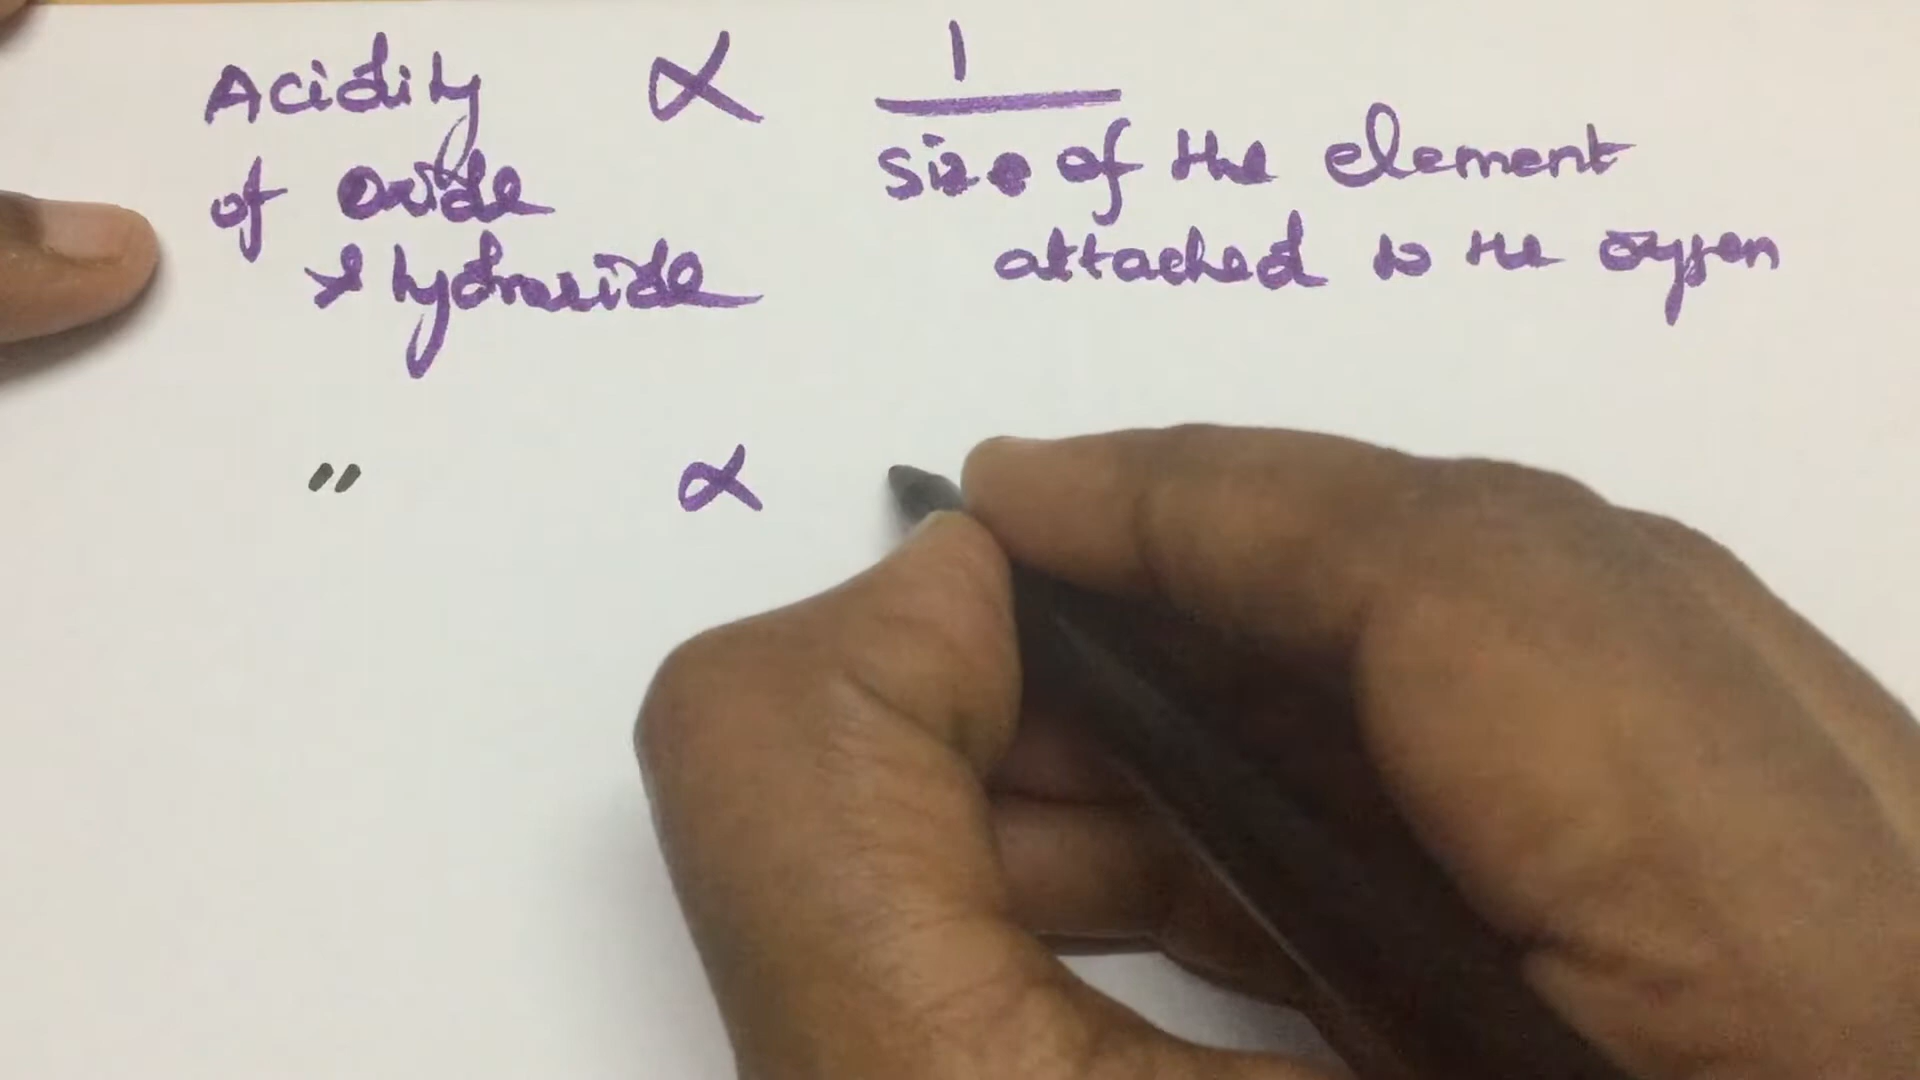 Acidity ∝ 1
of oxide size of the element
& hydroxide attached to the oxygen
" ∝